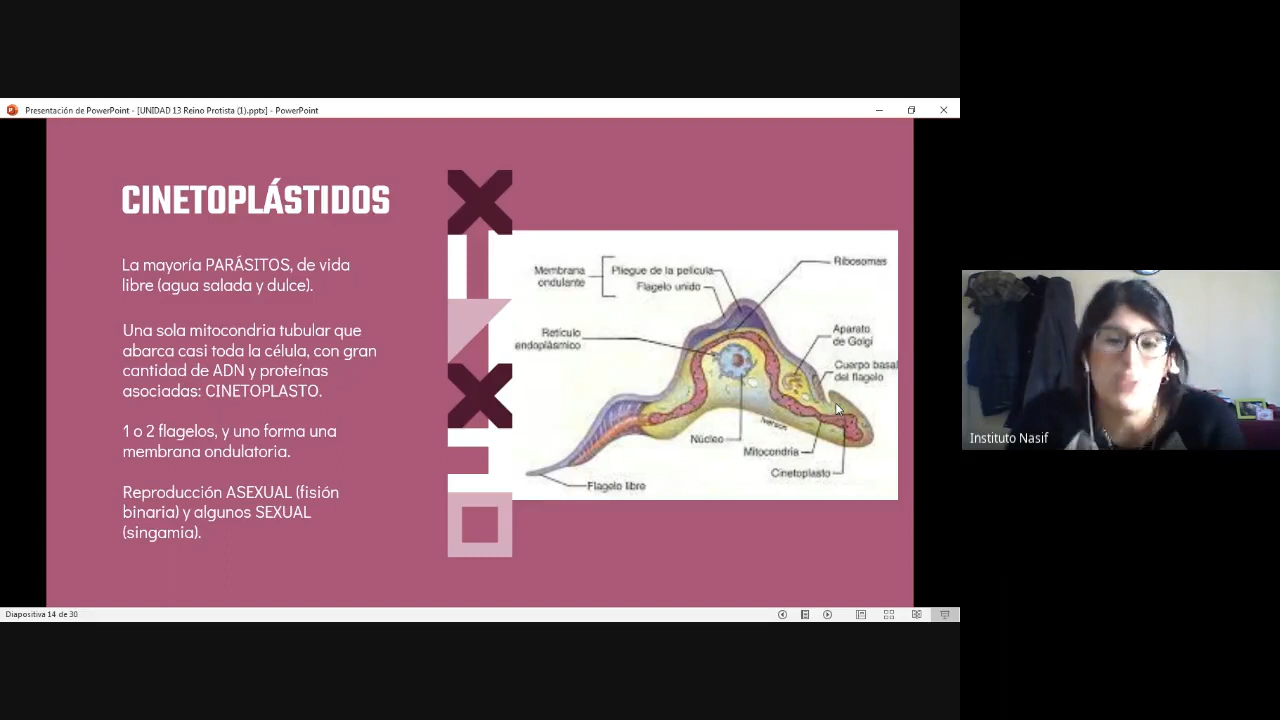 Presentación de PowerPoint - [UNIDAD 13 Reino Protista (1).pptx] - PowerPoint
CINETOPLÁSTIDOS
La mayoría PARÁSITOS, de vida
libre (agua salada y dulce).
Una sola mitocondria tubular que
abarca casi toda la célula, con gran
cantidad de ADN y proteínas
asociadas: CINETOPLASTO.
1 o 2 flagelos, y uno forma una
membrana ondulatoria.
Reproducción ASEXUAL (fisión
binaria) y algunos SEXUAL
(singamia).
Membrana
ondulante
Pliegue de la película
Flagelo unido
Ribosomas
Retículo
endoplásmico
Aparato
de Golgi
Cuerpo basal
del flagelo
Núcleo
Mitocondria
Cinetoplasto
Flagelo libre
Instituto Nasif
Diapositiva 14 de 30